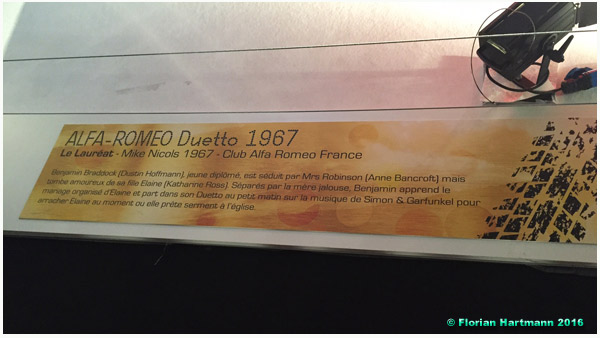 ALFA-ROMEO Duetto 1967
Le Lauréat - Mike Nicols 1967 - Club Alfa Romeo France
Benjamin Braddock (Dustin Hoffmann), jeune diplômé, est séduit par Mrs Robinson (Anne Bancroft) mais
tombe amoureux de sa fille Elaine (Katharine Ross). Séparés par la mère jalouse, Benjamin apprend le
mariage organisé d'Elaine et part dans son Duetto au petit matin sur la musique de Simon & Garfunkel pour
arracher Elaine au moment ou elle prête serment à l'église.
© Florian Hartmann 2016